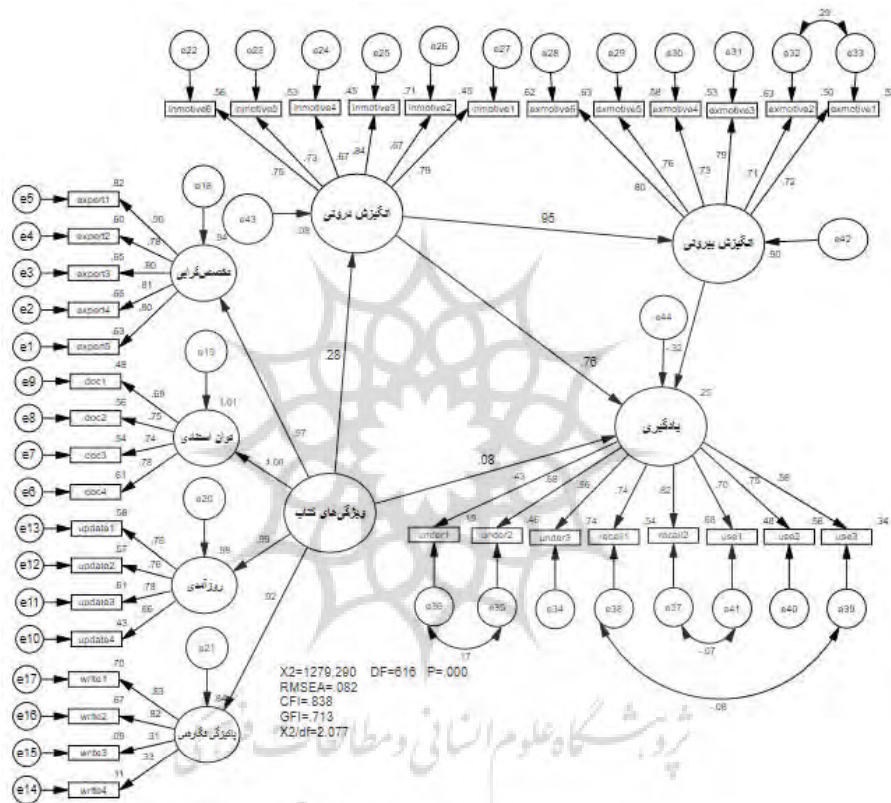 .29
e22 e23 e24 e25 e26 e27 e28 e29 e30 e31 e32 e33
.56 .53 .45 .71 .45 .62 .63 .58 .53 .63 .50
inmotive6 inmotive5 inmotive4 inmotive3 inmotive2 inmotive1 exmotive6 exmotive5 exmotive4 exmotive3 exmotive2 exmotive1
.75 .73 .67 .84 .67 .79 .80 .76 .73 .79 .71 .72
e43 .08 انگیزش درونی .95 انگیزش بیرونی .90 e42
e5 expert1 .82 .90 e18
e4 expert2 .60 .78 .94
e3 expert3 .65 .80 تخصص‌گرایی
e2 expert4 .65 .81
e1 expert5 .63 .80
e44 -.32
.28 .76 .25
یادگیری
e9 doc1 .48 .69 e19
e8 doc2 .56 .75 1.01
e7 doc3 .54 .74 توان استنادی
e6 doc4 .61 .78
.97 1.00 .08
ویژگی‌های کتاب
.99 .92
e13 update1 .58 .76 e20
e12 update2 .57 .76 .98
e11 update3 .61 .78 روزآمدی
e10 update4 .43 .66
.43 .58 .74 .82 .70 .75 .58
.19 .46 .74 .54 .68 .48 .56 .34
under1 under2 under3 recall1 recall2 use1 use2 use3
e36 e35 e34 e38 e37 e41 e40 e39
.17 -.07
-.08
e17 write1 .70 .83 e21
e16 write2 .67 .82 .84
e15 write3 .09 .31
e14 write4 .11 .33
X2=1279.290 DF=616 P=.000
RMSEA=.082
CFI=.838
GFI=.713
X2/df=2.077
پژوهشگاه علوم انسانی و مطالعات فرهنگی